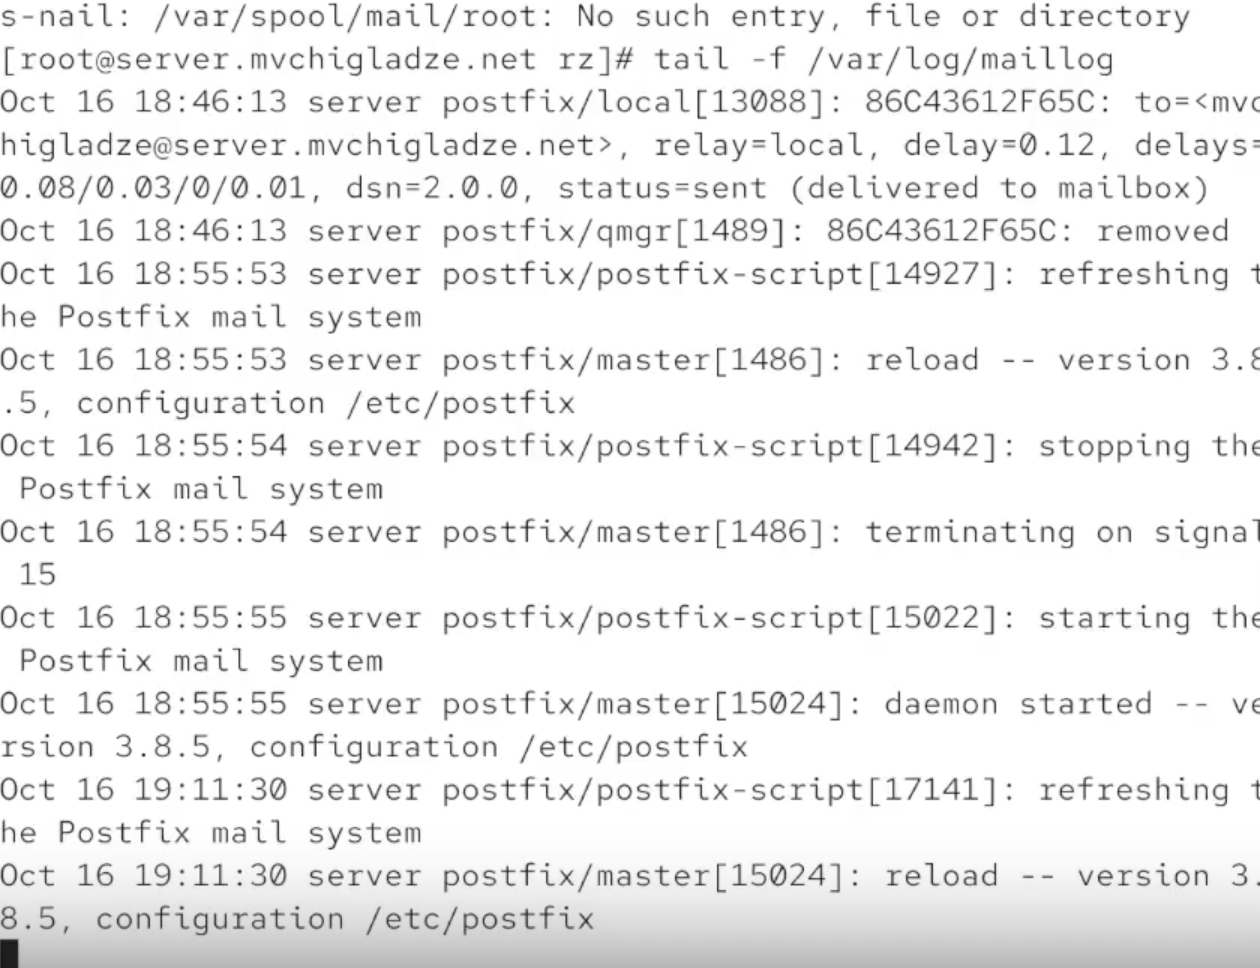 s-nail: /var/spool/mail/root: No such entry, file or directory
[root@server.mvchigladze.net rz]# tail -f /var/log/maillog
Oct 16 18:46:13 server postfix/local[13088]: 86C43612F65C: to=<mvc
higladze@server.mvchigladze.net>, relay=local, delay=0.12, delays=
0.08/0.03/0/0.01, dsn=2.0.0, status=sent (delivered to mailbox)
Oct 16 18:46:13 server postfix/qmgr[1489]: 86C43612F65C: removed
Oct 16 18:55:53 server postfix/postfix-script[14927]: refreshing t
he Postfix mail system
Oct 16 18:55:53 server postfix/master[1486]: reload -- version 3.8
.5, configuration /etc/postfix
Oct 16 18:55:54 server postfix/postfix-script[14942]: stopping the
 Postfix mail system
Oct 16 18:55:54 server postfix/master[1486]: terminating on signal
 15
Oct 16 18:55:55 server postfix/postfix-script[15022]: starting the
 Postfix mail system
Oct 16 18:55:55 server postfix/master[15024]: daemon started -- ve
rsion 3.8.5, configuration /etc/postfix
Oct 16 19:11:30 server postfix/postfix-script[17141]: refreshing t
he Postfix mail system
Oct 16 19:11:30 server postfix/master[15024]: reload -- version 3.
8.5, configuration /etc/postfix